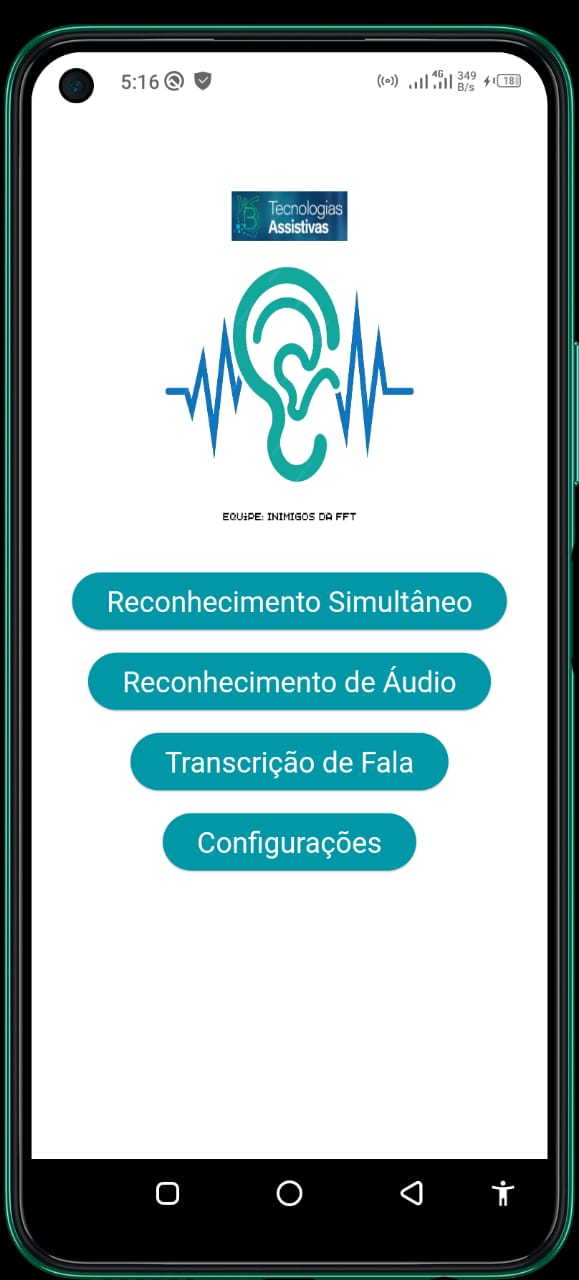 5:16
4G
349
B/s
18
Tecnologias
Assistivas
EQUIPE: INIMIGOS DA FFT
Reconhecimento Simultâneo
Reconhecimento de Áudio
Transcrição de Fala
Configurações